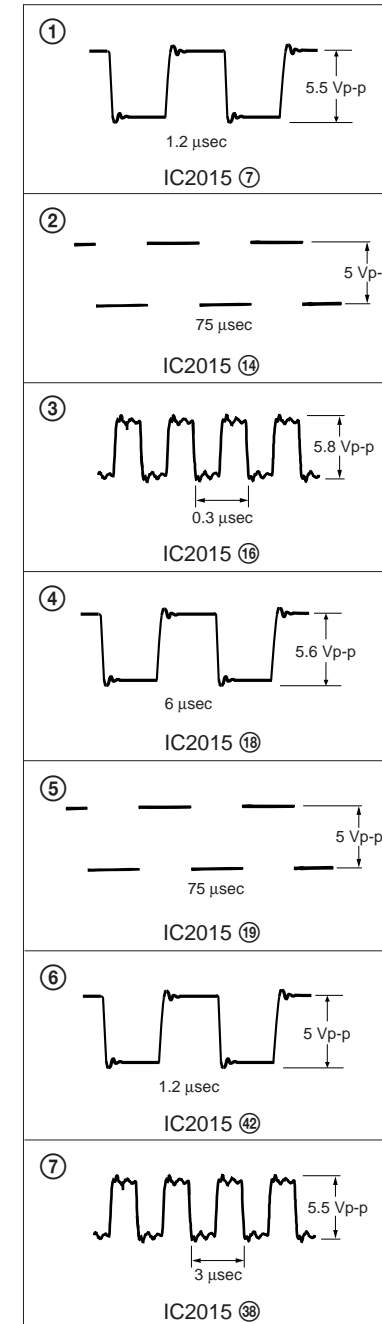 ①
5.5 Vp-p
1.2 µsec
IC2015 ⑦
②
5 Vp-
75 µsec
IC2015 ⑭
③
5.8 Vp-p
0.3 µsec
IC2015 ⑯
④
5.6 Vp-p
6 µsec
IC2015 ⑱
⑤
5 Vp-p
75 µsec
IC2015 ⑲
⑥
5 Vp-p
1.2 µsec
IC2015 ㊷
⑦
5.5 Vp-p
3 µsec
IC2015 ㊳